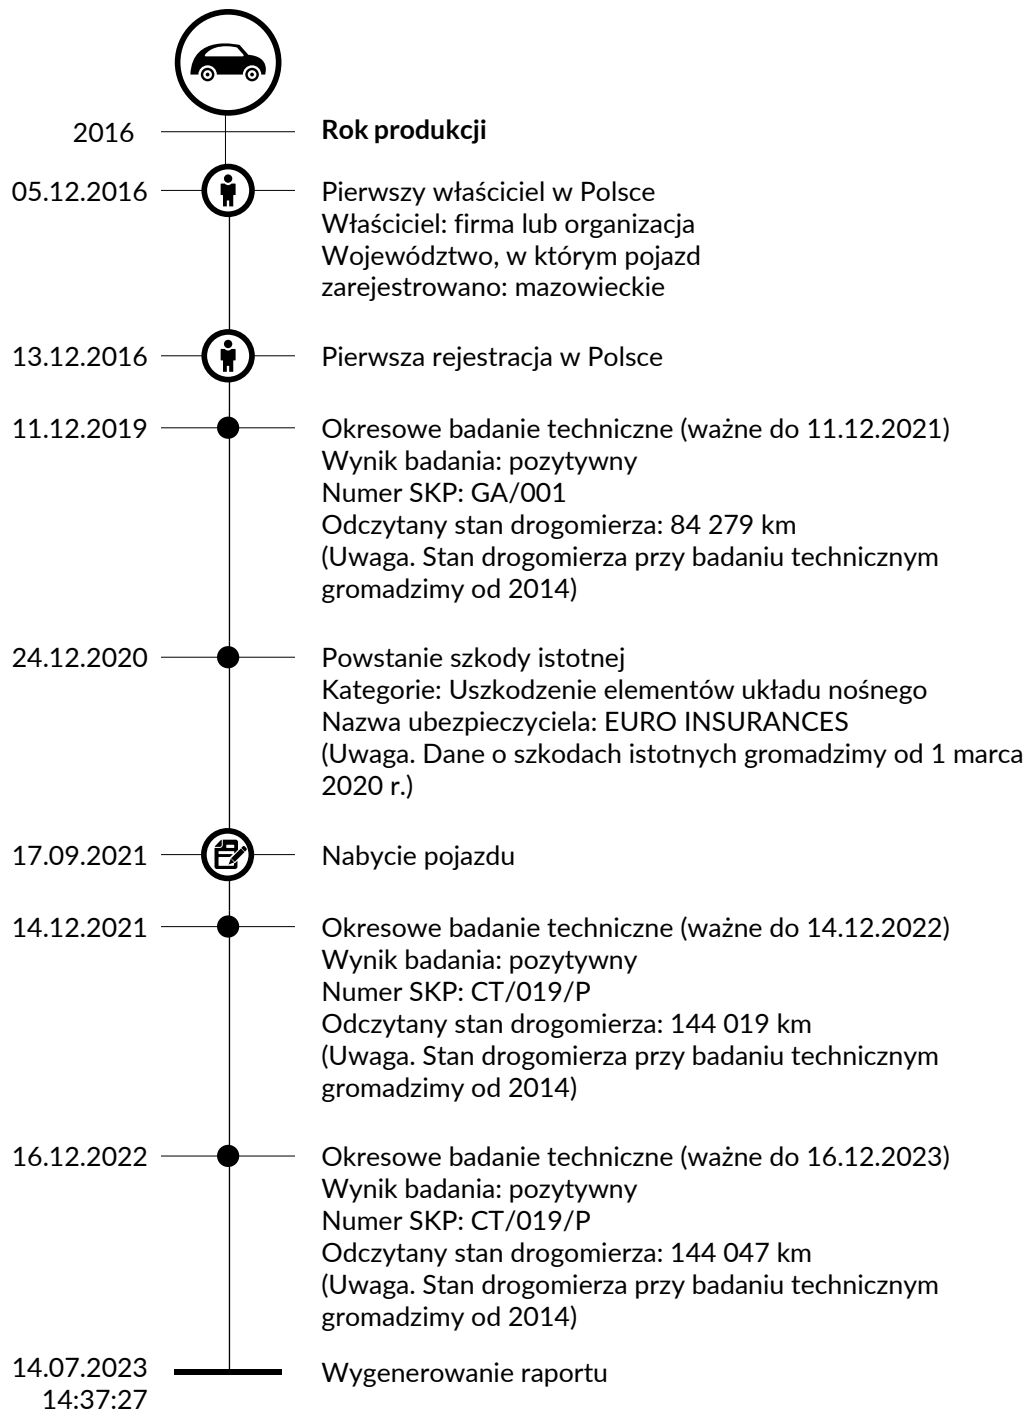 2016
Rok produkcji
05.12.2016
Pierwszy właściciel w Polsce
Właściciel: firma lub organizacja
Województwo, w którym pojazd
zarejestrowano: mazowieckie
13.12.2016
Pierwsza rejestracja w Polsce
11.12.2019
Okresowe badanie techniczne (ważne do 11.12.2021)
Wynik badania: pozytywny
Numer SKP: GA/001
Odczytany stan drogomierza: 84 279 km
(Uwaga. Stan drogomierza przy badaniu technicznym
gromadzimy od 2014)
24.12.2020
Powstanie szkody istotnej
Kategorie: Uszkodzenie elementów układu nośnego
Nazwa ubezpieczyciela: EURO INSURANCES
(Uwaga. Dane o szkodach istotnych gromadzimy od 1 marca
2020 r.)
17.09.2021
Nabycie pojazdu
14.12.2021
Okresowe badanie techniczne (ważne do 14.12.2022)
Wynik badania: pozytywny
Numer SKP: CT/019/P
Odczytany stan drogomierza: 144 019 km
(Uwaga. Stan drogomierza przy badaniu technicznym
gromadzimy od 2014)
16.12.2022
Okresowe badanie techniczne (ważne do 16.12.2023)
Wynik badania: pozytywny
Numer SKP: CT/019/P
Odczytany stan drogomierza: 144 047 km
(Uwaga. Stan drogomierza przy badaniu technicznym
gromadzimy od 2014)
14.07.2023
14:37:27
Wygenerowanie raportu